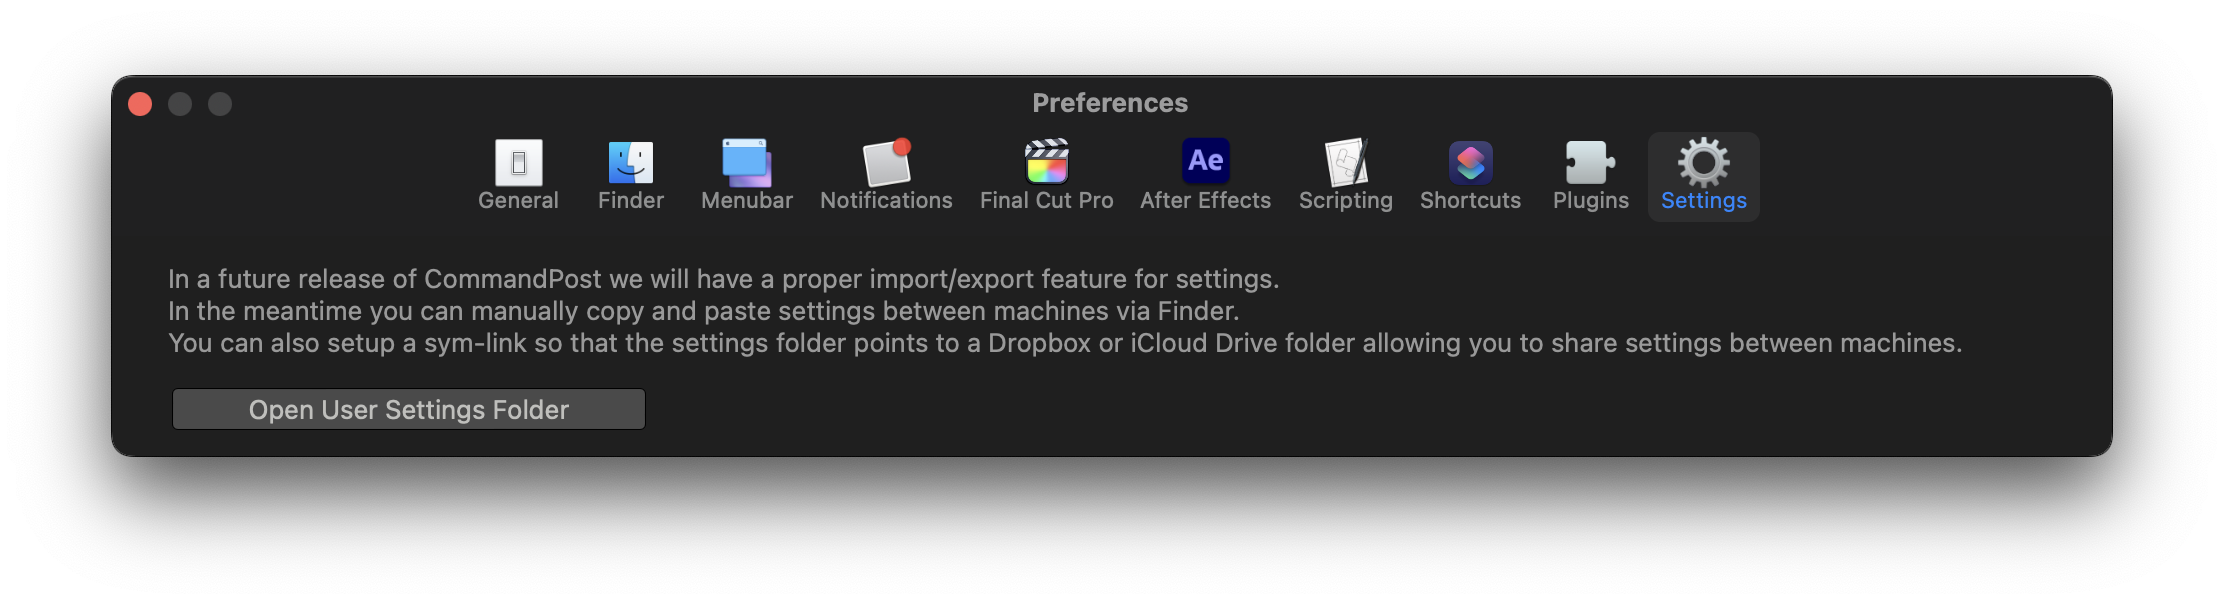 Preferences
General Finder Menubar Notifications Final Cut Pro Ae After Effects Scripting Shortcuts Plugins Settings
In a future release of CommandPost we will have a proper import/export feature for settings.
In the meantime you can manually copy and paste settings between machines via Finder.
You can also setup a sym-link so that the settings folder points to a Dropbox or iCloud Drive folder allowing you to share settings between machines.
Open User Settings Folder